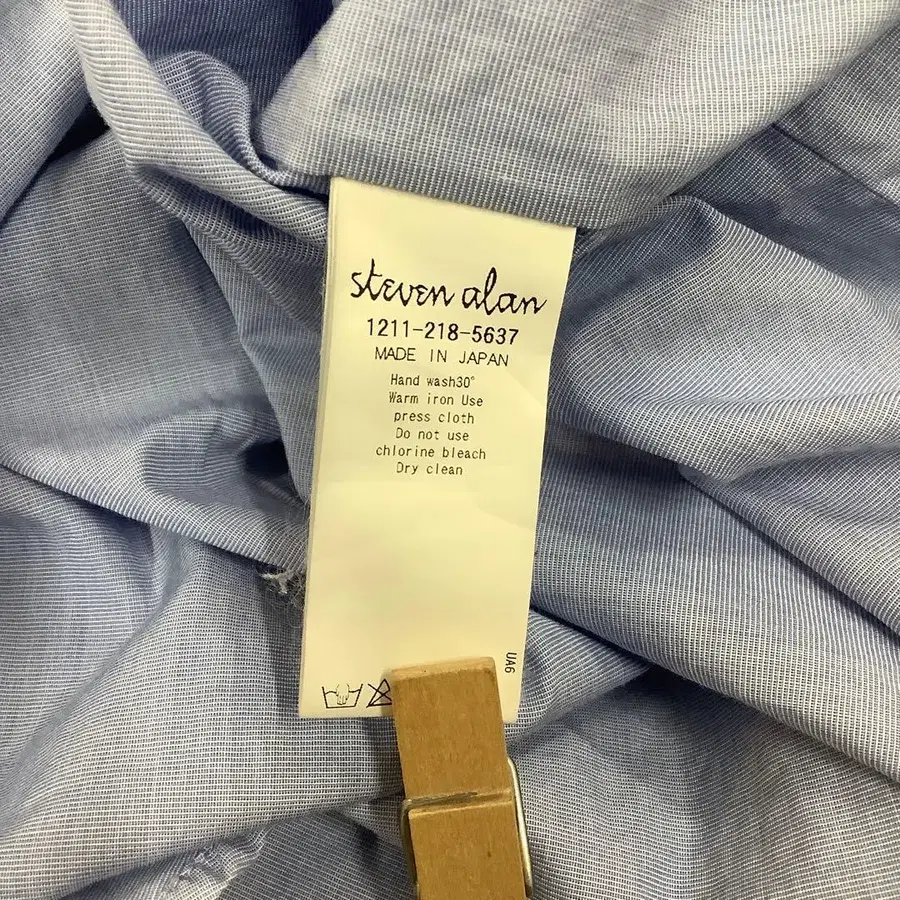 steven alan
1211-218-5637
MADE IN JAPAN
Hand wash30°
Warm iron Use
press cloth
Do not use
chlorine bleach
Dry clean
UA6